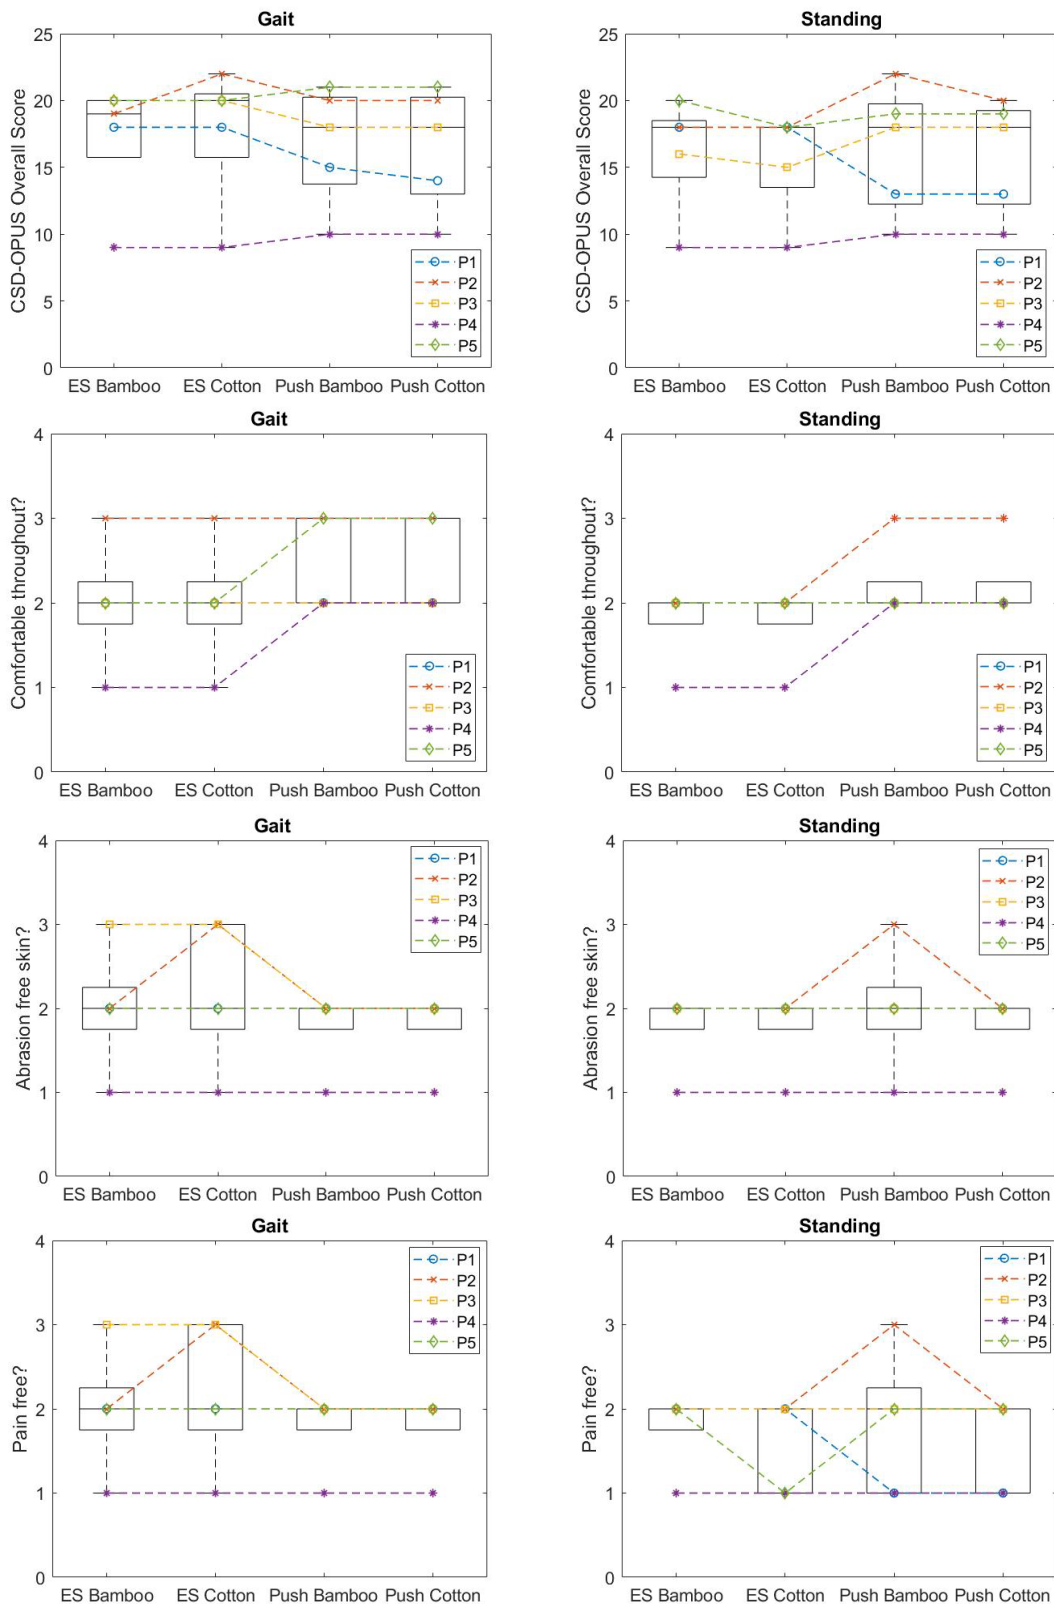 Gait
CSD-OPUS Overall Score
25
20
15
10
5
0
P1
P2
P3
P4
P5
ES Bamboo ES Cotton Push Bamboo Push Cotton
Standing
CSD-OPUS Overall Score
25
20
15
10
5
0
P1
P2
P3
P4
P5
ES Bamboo ES Cotton Push Bamboo Push Cotton
Gait
Comfortable throughout?
4
3
2
1
0
P1
P2
P3
P4
P5
ES Bamboo ES Cotton Push Bamboo Push Cotton
Standing
Comfortable throughout?
4
3
2
1
0
P1
P2
P3
P4
P5
ES Bamboo ES Cotton Push Bamboo Push Cotton
Gait
Abrasion free skin?
4
3
2
1
0
P1
P2
P3
P4
P5
ES Bamboo ES Cotton Push Bamboo Push Cotton
Standing
Abrasion free skin?
4
3
2
1
0
P1
P2
P3
P4
P5
ES Bamboo ES Cotton Push Bamboo Push Cotton
Gait
Pain free?
4
3
2
1
0
P1
P2
P3
P4
P5
ES Bamboo ES Cotton Push Bamboo Push Cotton
Standing
Pain free?
4
3
2
1
0
P1
P2
P3
P4
P5
ES Bamboo ES Cotton Push Bamboo Push Cotton